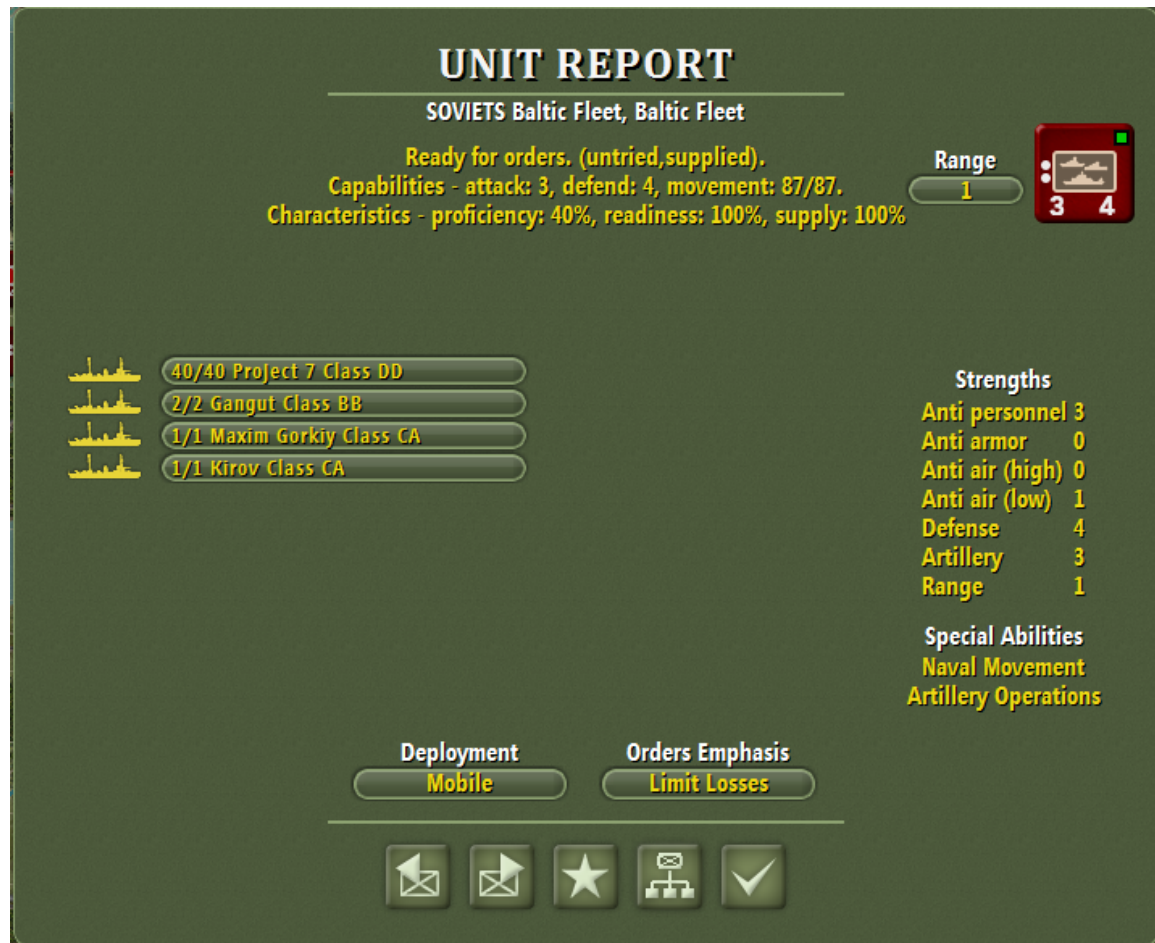 UNIT REPORT
SOVIETS Baltic Fleet, Baltic Fleet
Ready for orders. (untried,supplied).
Capabilities - attack: 3, defend: 4, movement: 87/87.
Characteristics - proficiency: 40%, readiness: 100%, supply: 100%
Range
1
3 4
40/40 Project 7 Class DD
2/2 Gangut Class BB
1/1 Maxim Gorkiy Class CA
1/1 Kirov Class CA
Strengths
Anti personnel 3
Anti armor 0
Anti air (high) 0
Anti air (low) 1
Defense 4
Artillery 3
Range 1
Special Abilities
Naval Movement
Artillery Operations
Deployment
Mobile
Orders Emphasis
Limit Losses